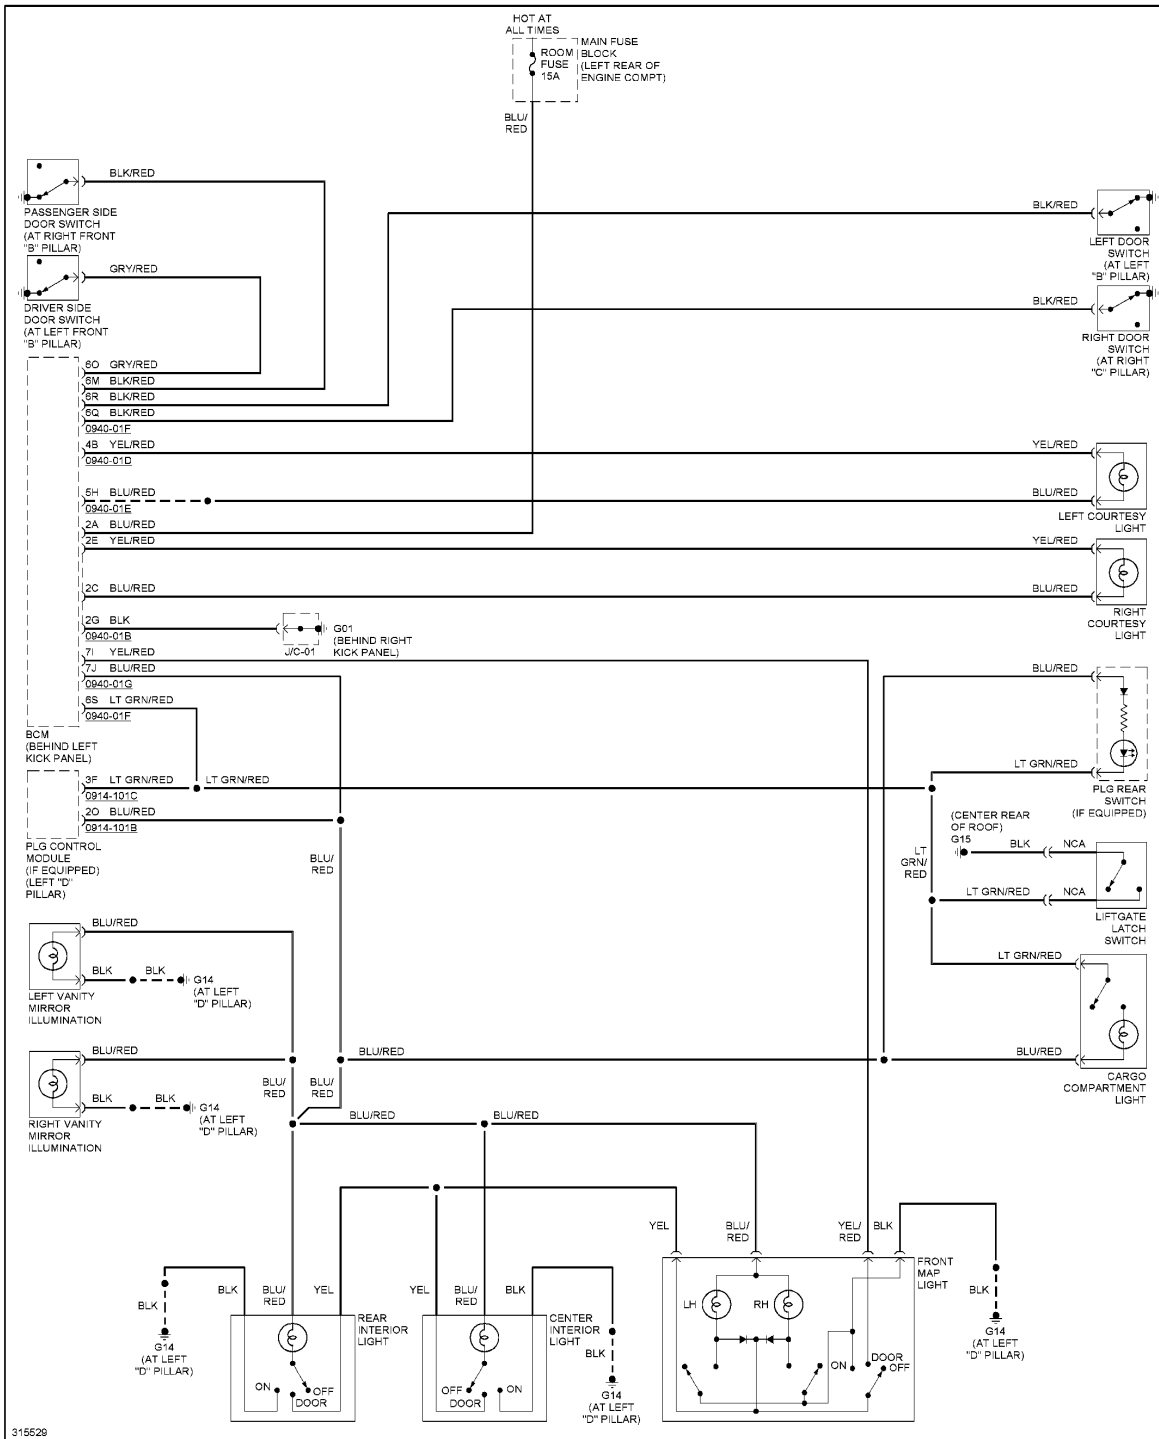 HOT AT
ALL TIMES
ROOM
FUSE
15A
MAIN FUSE
BLOCK
(LEFT REAR OF
ENGINE COMPT)
BLU/
RED
BLK/RED
PASSENGER SIDE
DOOR SWITCH
(AT RIGHT FRONT
"B" PILLAR)
BLK/RED
LEFT DOOR
SWITCH
(AT LEFT
"B" PILLAR)
GRY/RED
DRIVER SIDE
DOOR SWITCH
(AT LEFT FRONT
"B" PILLAR)
BLK/RED
RIGHT DOOR
SWITCH
(AT RIGHT
"C" PILLAR)
6O GRY/RED
6M BLK/RED
6R BLK/RED
6Q BLK/RED
0940-01F
4B YEL/RED
0940-01D
YEL/RED
5H BLU/RED
0940-01E
BLU/RED
LEFT COURTESY
LIGHT
2A BLU/RED
2E YEL/RED
YEL/RED
2C BLU/RED
BLU/RED
RIGHT
COURTESY
LIGHT
2G BLK
0940-01B
J/C-01
G01
(BEHIND RIGHT
KICK PANEL)
7I YEL/RED
7J BLU/RED
0940-01G
BLU/RED
6S LT GRN/RED
0940-01F
BCM
(BEHIND LEFT
KICK PANEL)
LT GRN/RED
PLG REAR
SWITCH
(IF EQUIPPED)
3F LT GRN/RED
LT GRN/RED
0914-101C
2O BLU/RED
0914-101B
PLG CONTROL
MODULE
(IF EQUIPPED)
(LEFT "D"
PILLAR)
BLU/
RED
LT
GRN/
RED
(CENTER REAR
OF ROOF)
G15
BLK
NCA
LT GRN/RED
NCA
LIFTGATE
LATCH
SWITCH
BLU/RED
BLK
BLK
G14
(AT LEFT
"D" PILLAR)
LEFT VANITY
MIRROR
ILLUMINATION
LT GRN/RED
BLU/RED
BLU/RED
BLU/RED
CARGO
COMPARTMENT
LIGHT
BLU/
RED
BLU/
RED
BLK
BLK
G14
(AT LEFT
"D" PILLAR)
RIGHT VANITY
MIRROR
ILLUMINATION
BLU/RED
BLU/RED
YEL
BLU/
RED
YEL/
RED
BLK
BLK
BLU/
RED
YEL
BLK
G14
(AT LEFT
"D" PILLAR)
REAR
INTERIOR
LIGHT
ON
OFF
DOOR
YEL
BLU/
RED
BLK
CENTER
INTERIOR
LIGHT
OFF
ON
DOOR
BLK
G14
(AT LEFT
"D" PILLAR)
FRONT
MAP
LIGHT
LH
RH
ON
DOOR
OFF
BLK
G14
(AT LEFT
"D" PILLAR)
315529